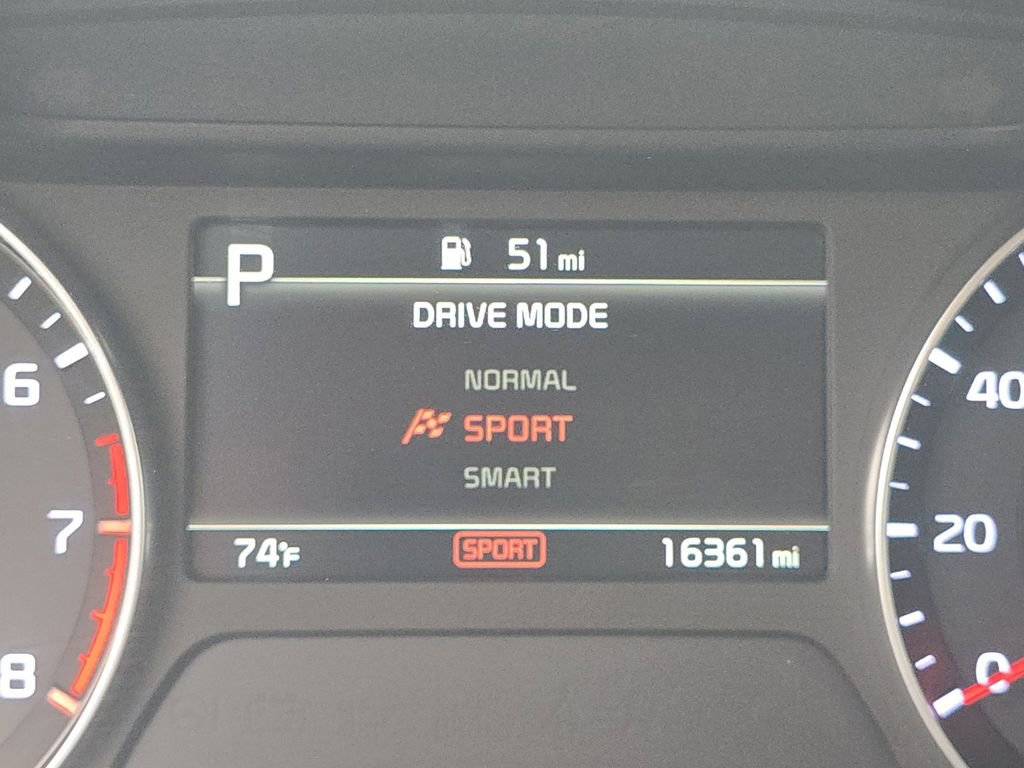 P
51 mi
DRIVE MODE
NORMAL
SPORT
SMART
74°F
SPORT
16361 mi
6
7
8
40
20
0